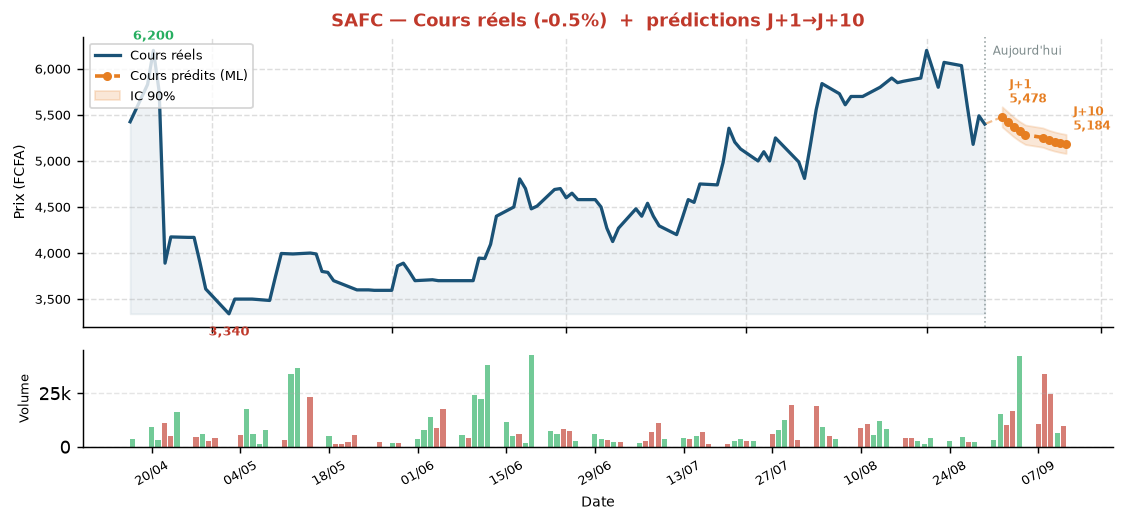 SAFC — Cours réels (-0.5%)  +  prédictions J+1→J+10
6,200
Cours réels
Cours prédits (ML)
IC 90%
Aujourd'hui
J+1
5,478
J+10
5,184
Prix (FCFA)
6,000
5,500
5,000
4,500
4,000
3,500
3,340
Volume
25k
0
20/04
04/05
18/05
01/06
15/06
29/06
13/07
27/07
10/08
24/08
07/09
Date